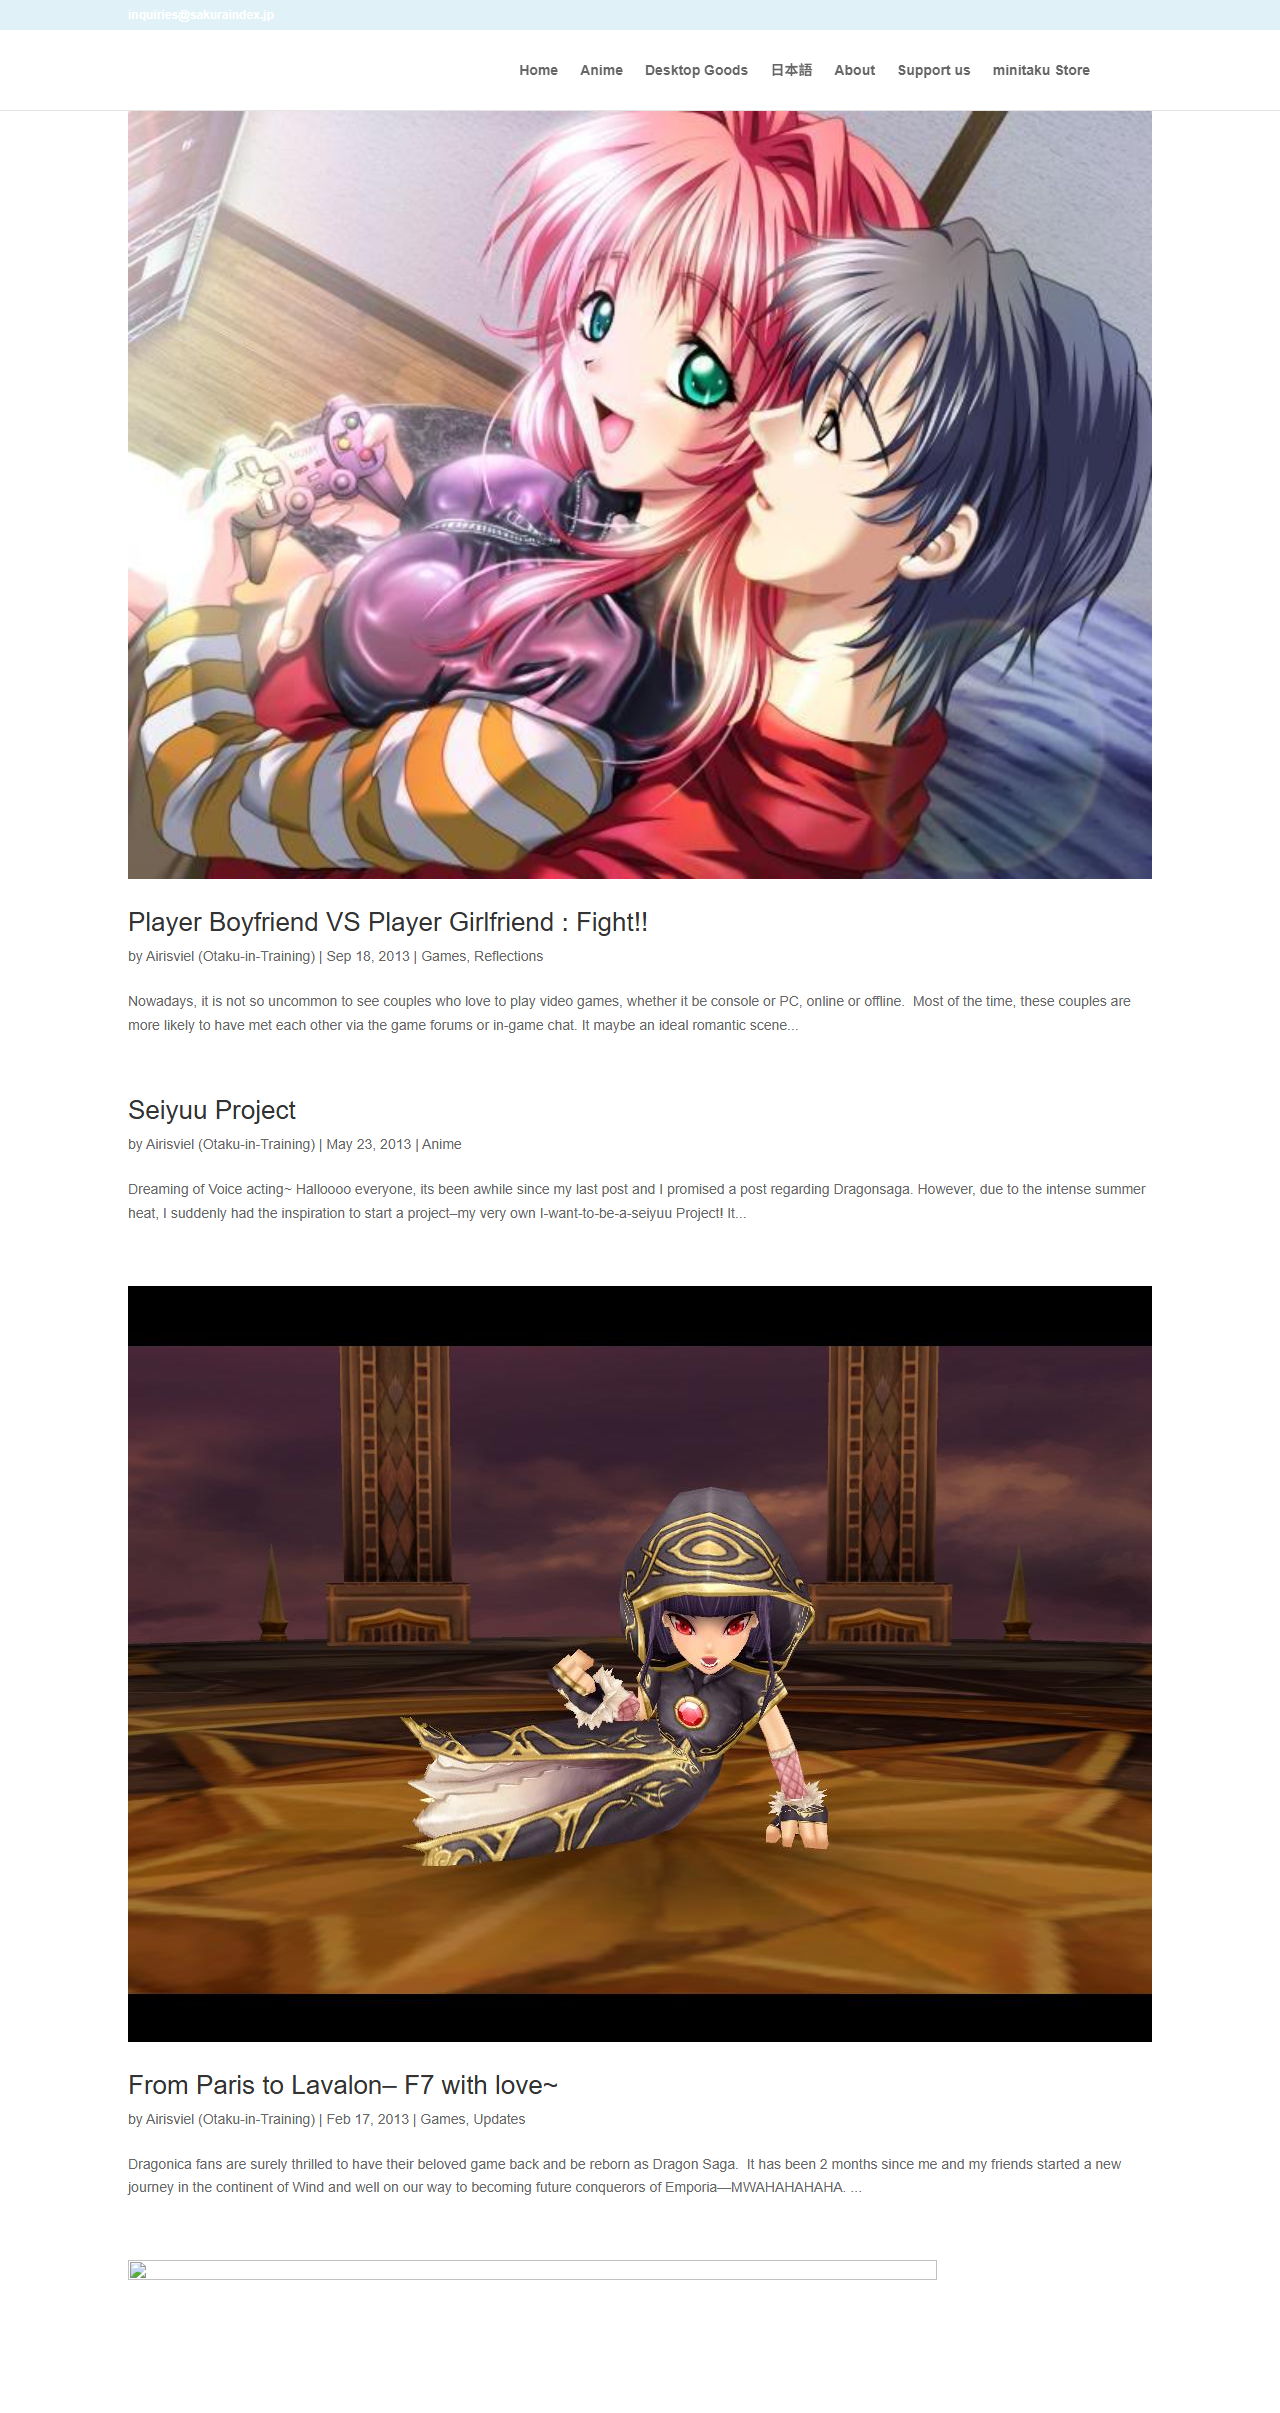 inquiries@sakuraindex.jp
Home Anime Desktop Goods 日本語 About Support us minitaku Store
Player Boyfriend VS Player Girlfriend : Fight!!
by Airisviel (Otaku-in-Training) | Sep 18, 2013 | Games, Reflections
Nowadays, it is not so uncommon to see couples who love to play video games, whether it be console or PC, online or offline.  Most of the time, these couples are
more likely to have met each other via the game forums or in-game chat. It maybe an ideal romantic scene...
Seiyuu Project
by Airisviel (Otaku-in-Training) | May 23, 2013 | Anime
Dreaming of Voice acting~ Halloooo everyone, its been awhile since my last post and I promised a post regarding Dragonsaga. However, due to the intense summer
heat, I suddenly had the inspiration to start a project–my very own I-want-to-be-a-seiyuu Project! It...
From Paris to Lavalon– F7 with love~
by Airisviel (Otaku-in-Training) | Feb 17, 2013 | Games, Updates
Dragonica fans are surely thrilled to have their beloved game back and be reborn as Dragon Saga.  It has been 2 months since me and my friends started a new
journey in the continent of Wind and well on our way to becoming future conquerors of Emporia—MWAHAHAHAHA. ...